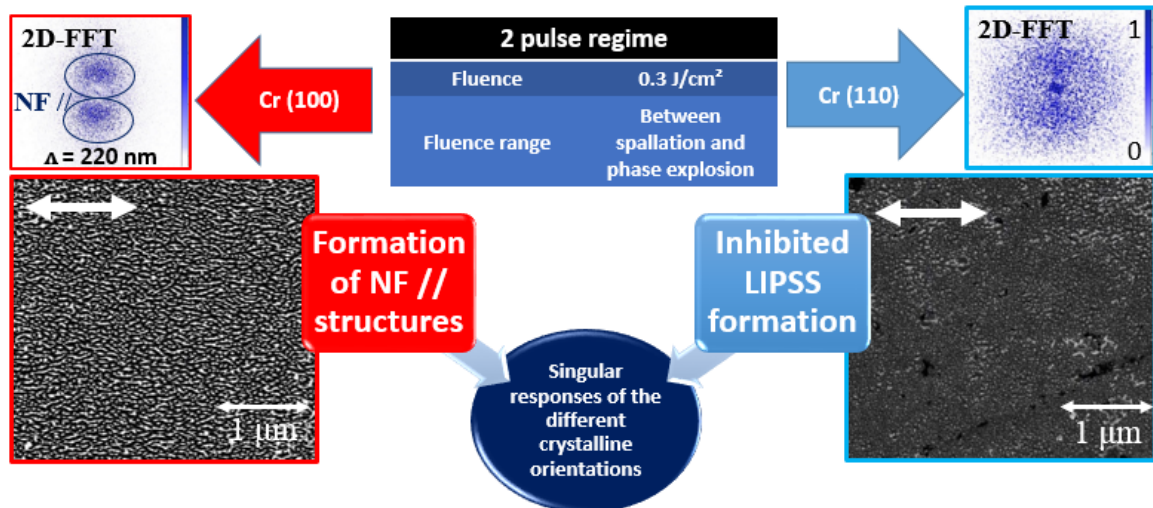 2D-FFT
NF //
Λ = 220 nm
Cr (100)
2 pulse regime
Fluence 0.3 J/cm²
Fluence range
Between
spallation and
phase explosion
Cr (110)
2D-FFT
1
0
Formation
of NF //
structures
1 μm
Inhibited
LIPSS
formation
1 μm
Singular
responses of the
different
crystalline
orientations